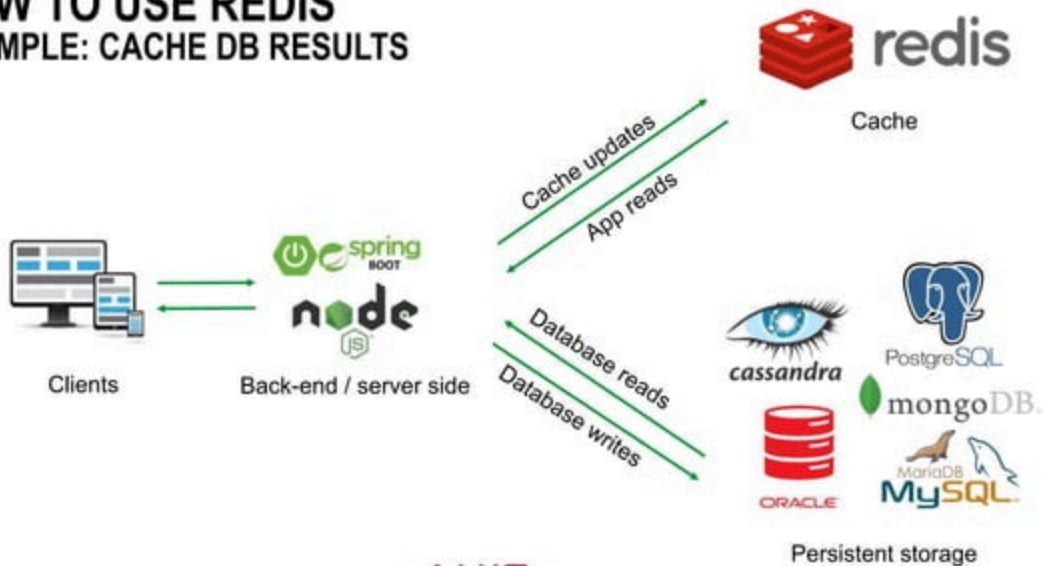 W TO USE REDIS
MPLE: CACHE DB RESULTS
redis
Cache
Cache updates
App reads
spring
BOOT
node
JS
Clients
Back-end / server side
Database reads
Database writes
cassandra
PostgreSQL
mongoDB.
ORACLE
MariaDB
MySQL
Persistent storage